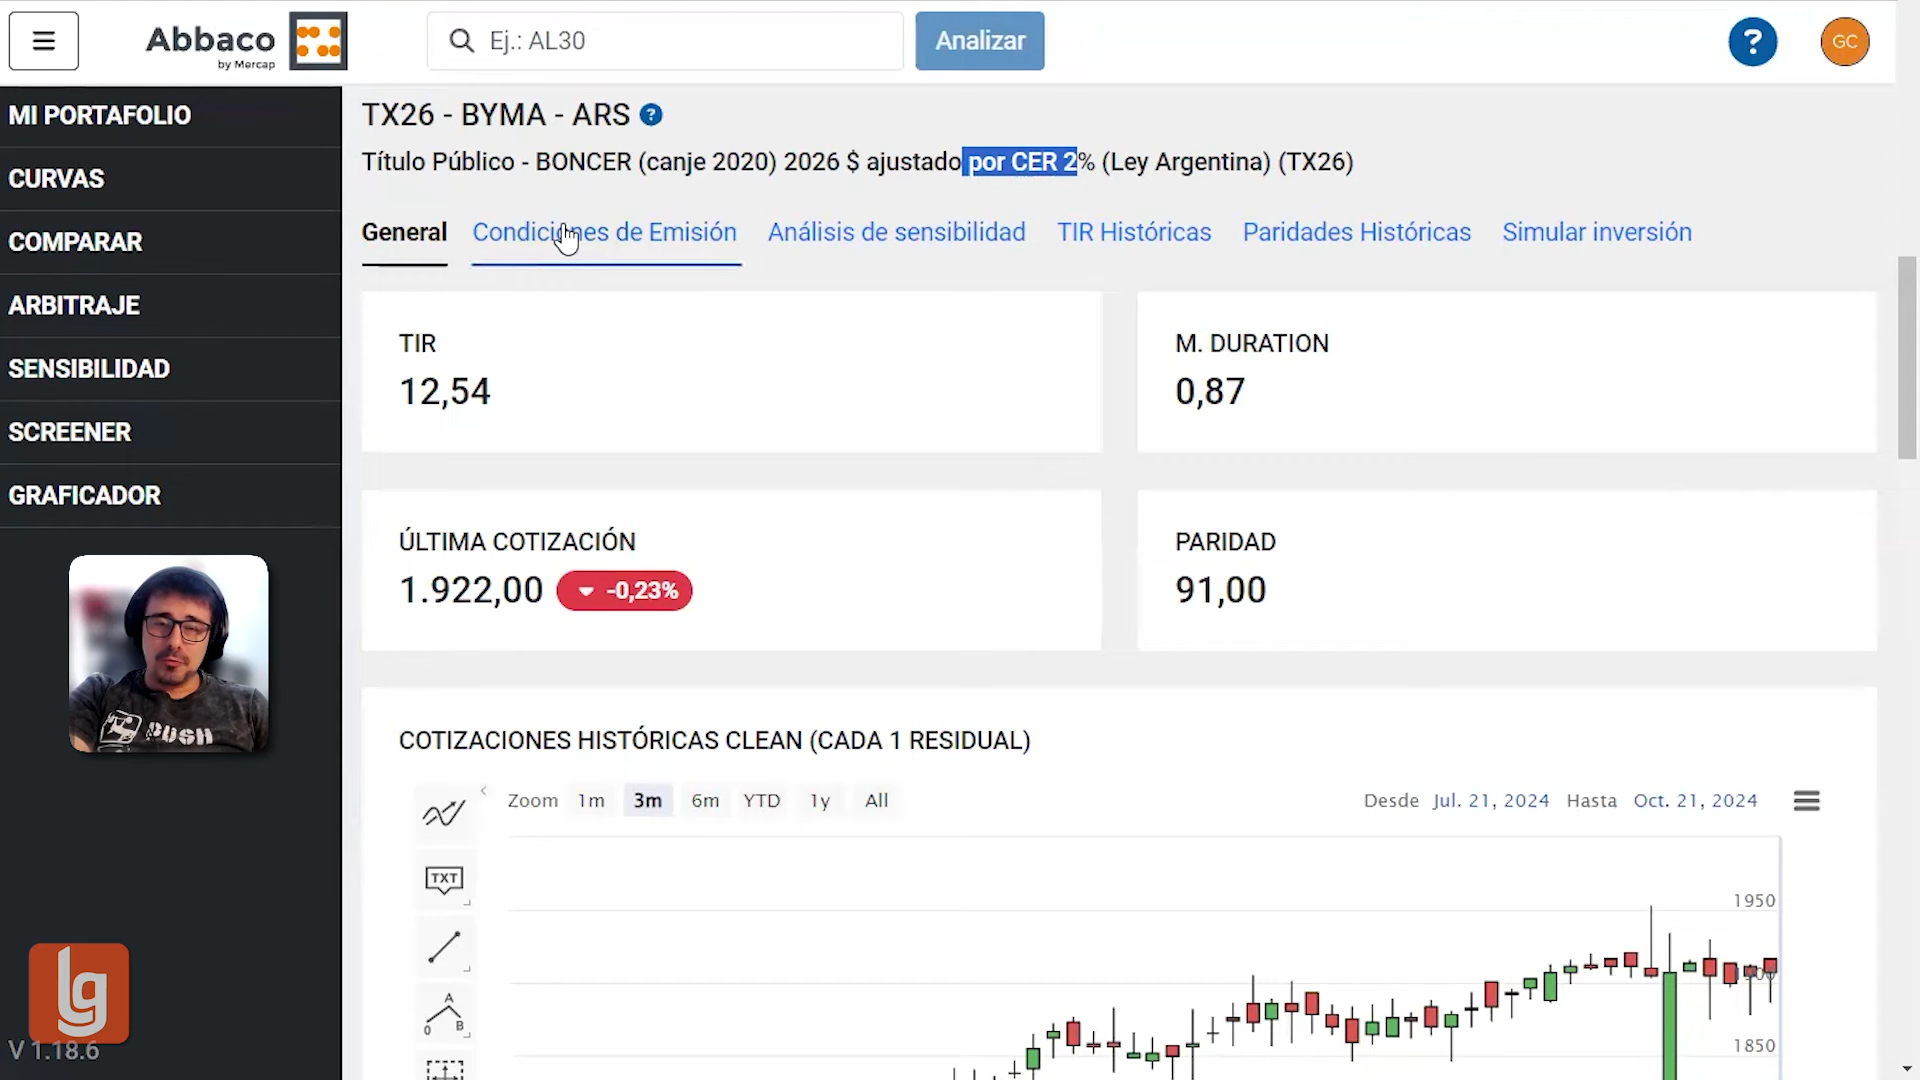 Abbaco
by Mercap
Ej.: AL30
Analizar
?
GC
MI PORTAFOLIO
CURVAS
COMPARAR
ARBITRAJE
SENSIBILIDAD
SCREENER
GRAFICADOR
TX26 - BYMA - ARS ?
Título Público - BONCER (canje 2020) 2026 $ ajustado por CER 2% (Ley Argentina) (TX26)
General Condiciones de Emisión Análisis de sensibilidad TIR Históricas Paridades Históricas Simular inversión
TIR
12,54
M. DURATION
0,87
ÚLTIMA COTIZACIÓN
1.922,00 -0,23%
PARIDAD
91,00
COTIZACIONES HISTÓRICAS CLEAN (CADA 1 RESIDUAL)
Zoom 1m 3m 6m YTD 1y All
Desde Jul. 21, 2024 Hasta Oct. 21, 2024
TXT
A
0 B
1950
1850
PUSH
lg
V 1.18.6